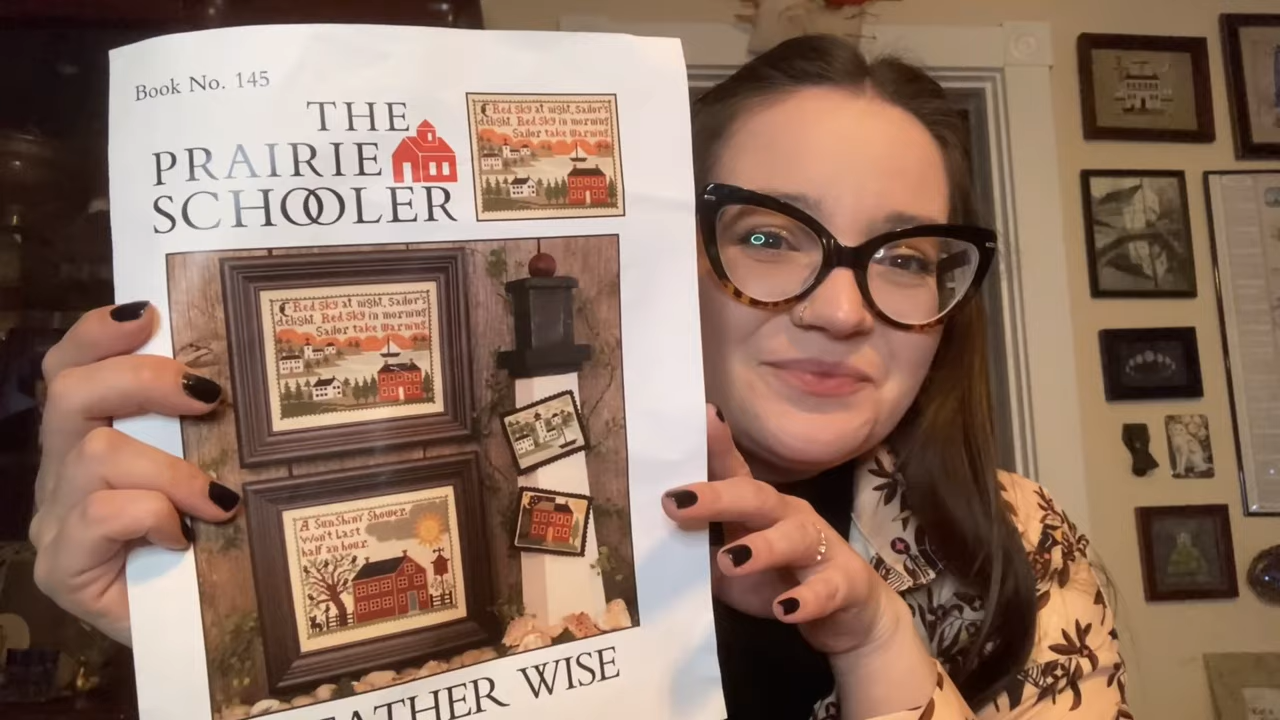 Book No. 145
THE
PRAIRIE
SCHOOLER
Red Sky at night, Sailor's
delight. Red Sky in morning
Sailor take Warning.
Red Sky at night, Sailor's
delight. Red Sky in morning
Sailor take Warning.
A SunShiny Shower
Won't Last
half an hour.
EATHER WISE